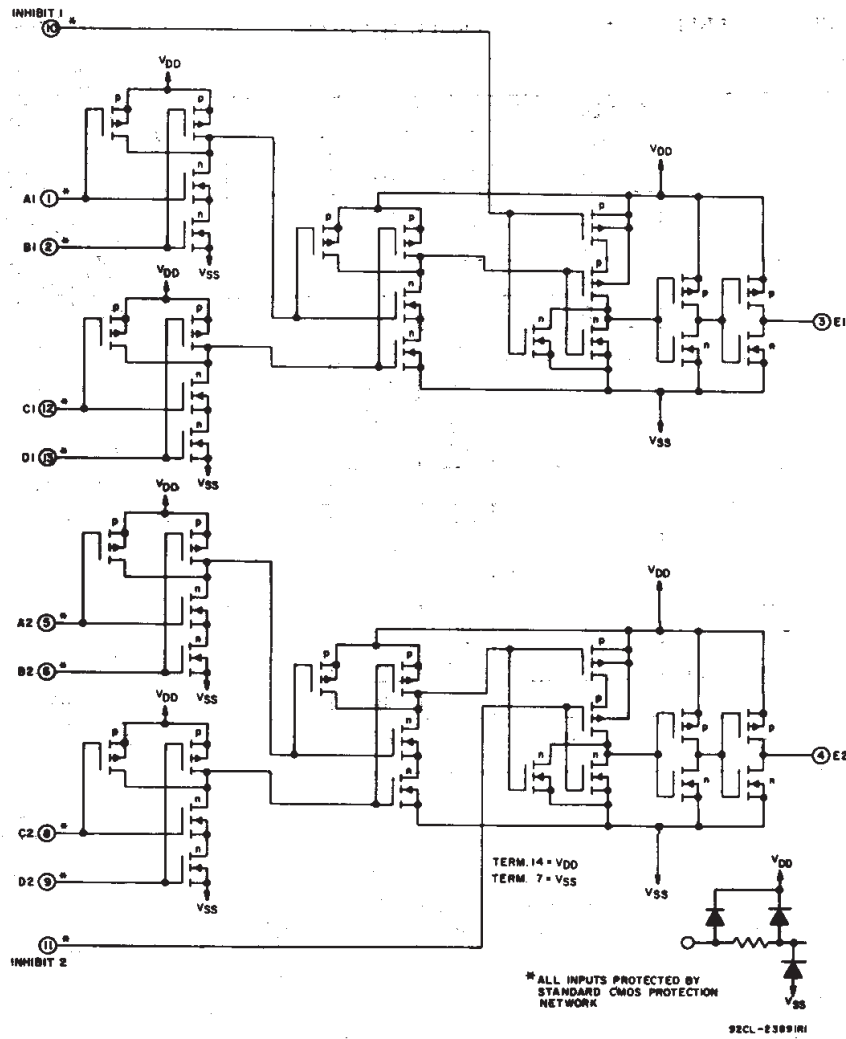 INHIBIT 1
10 *
VDD
p p
n
A1 1 *
n
B1 2 *
VSS
VDD
p p
n
C1 12 *
n
D1 13 *
VSS
VDD
p
p p
p
n
n n
n
p p
n n
3 E1
VSS
VDD
p p
n
A2 5 *
n
B2 6 *
VSS
VDD
p p
n
C2 8 *
n
D2 9 *
VSS
11 *
INHIBIT 2
VDD
p
p p
p
n
n n
n
p p
n n
4 E2
VSS
TERM. 14 = VDD
TERM. 7 = VSS
VDD
VSS
* ALL INPUTS PROTECTED BY
STANDARD CMOS PROTECTION
NETWORK
92CL-23891R1